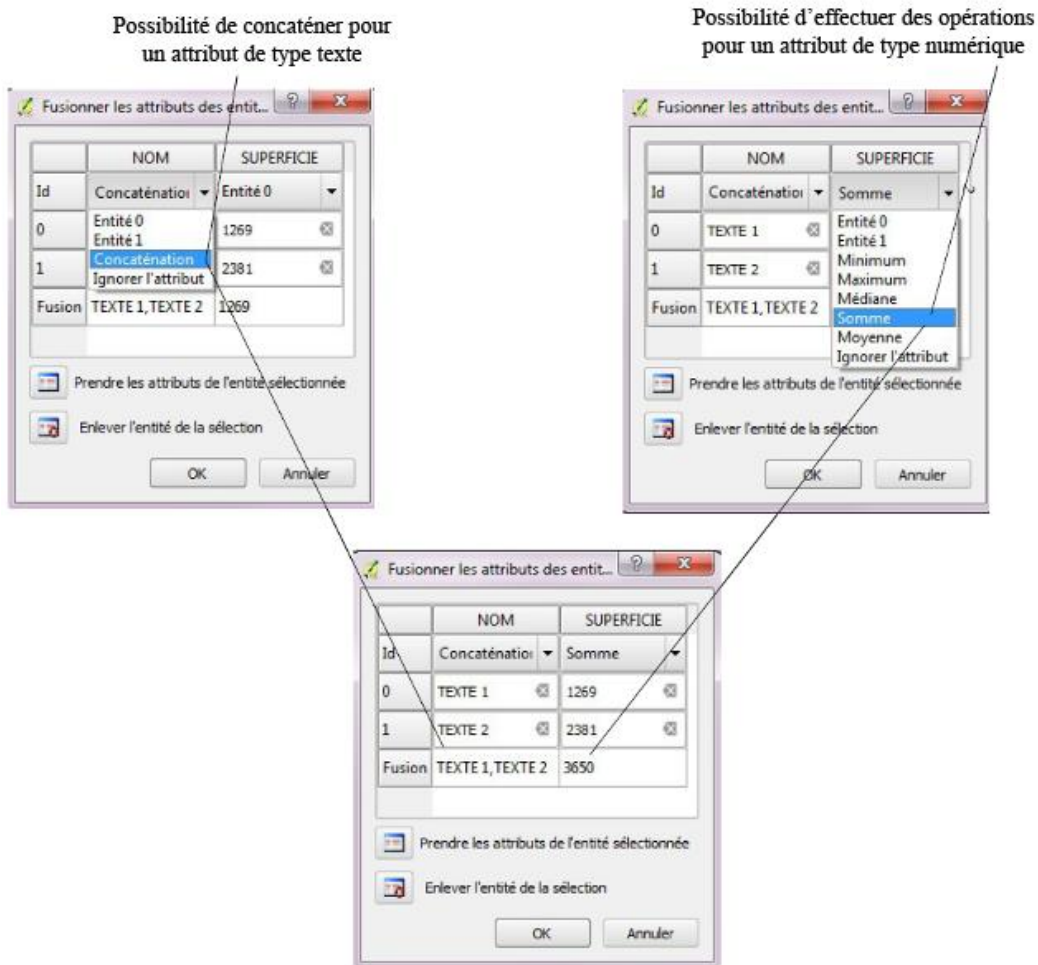 Possibilité de concaténer pour
un attribut de type texte
Possibilité d'effectuer des opérations
pour un attribut de type numérique
Fusionner les attributs des entit...
NOM SUPERFICIE
Id Concaténation Entité 0
Entité 0
Entité 1
Concaténation
Ignorer l'attribut
0 1269
1 2381
Fusion TEXTE 1,TEXTE 2 1269
Prendre les attributs de l'entité sélectionnée
Enlever l'entité de la sélection
OK Annuler
Fusionner les attributs des entit...
NOM SUPERFICIE
Id Concaténation Somme
0 TEXTE 1
1 TEXTE 2
Fusion TEXTE 1,TEXTE 2
Entité 0
Entité 1
Minimum
Maximum
Médiane
Somme
Moyenne
Ignorer l'attribut
Prendre les attributs de l'entité sélectionnée
Enlever l'entité de la sélection
OK Annuler
Fusionner les attributs des entit...
NOM SUPERFICIE
Id Concaténation Somme
0 TEXTE 1 1269
1 TEXTE 2 2381
Fusion TEXTE 1,TEXTE 2 3650
Prendre les attributs de l'entité sélectionnée
Enlever l'entité de la sélection
OK Annuler